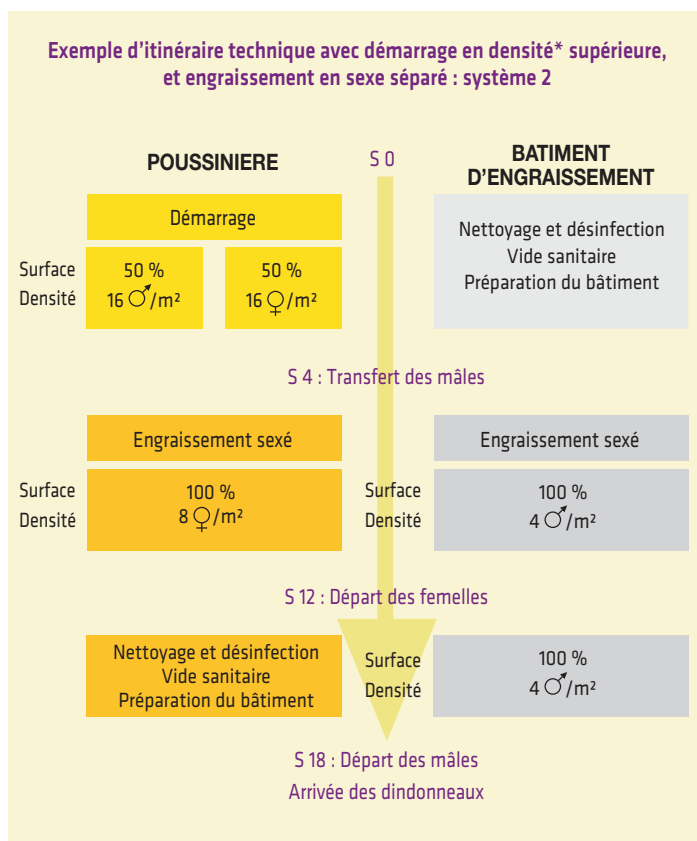 Exemple d'itinéraire technique avec démarrage en densité* supérieure,
et engraissement en sexe séparé : système 2
POUSSINIERE
S 0
BATIMENT
D'ENGRAISSEMENT
Démarrage
Surface
Densité
50 %
16 ♂/m²
50 %
16 ♀/m²
Nettoyage et désinfection
Vide sanitaire
Préparation du bâtiment
S 4 : Transfert des mâles
Engraissement sexé
Engraissement sexé
Surface
Densité
100 %
8 ♀/m²
Surface
Densité
100 %
4 ♂/m²
S 12 : Départ des femelles
Nettoyage et désinfection
Vide sanitaire
Préparation du bâtiment
Surface
Densité
100 %
4 ♂/m²
S 18 : Départ des mâles
Arrivée des dindonneaux